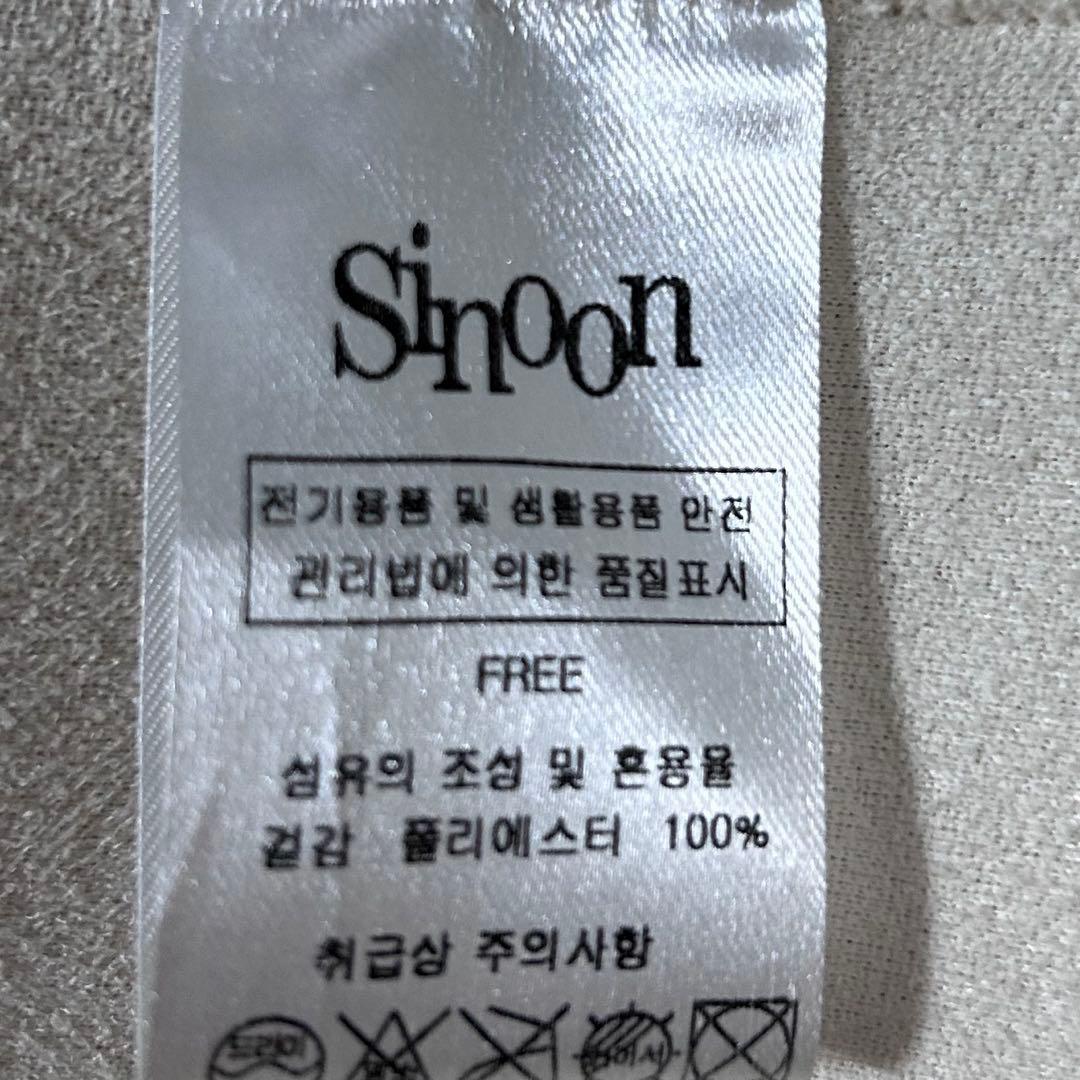 Sinoon
전기용품 및 생활용품 안전
관리법에 의한 품질표시
FREE
섬유의 조성 및 혼용율
겉감 폴리에스터 100%
취급상 주의사항
드라이